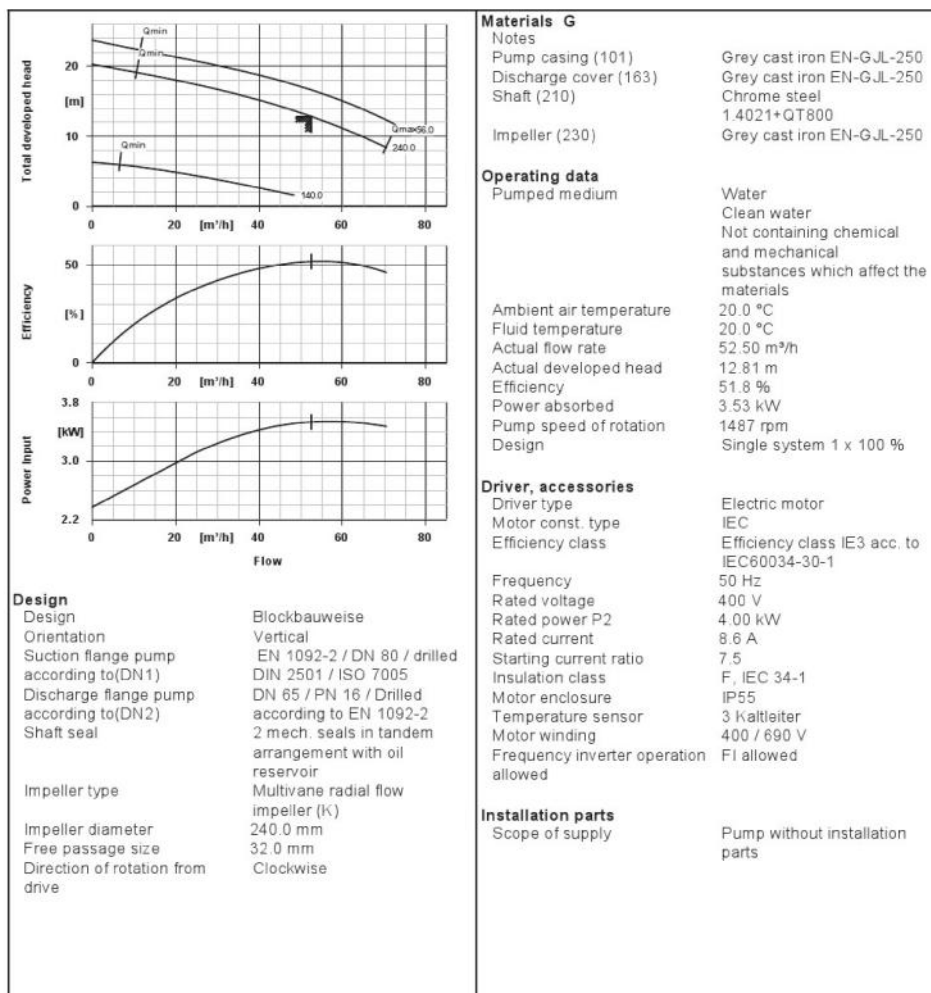 Total developed head
[m]
20
10
0
Qmin
Qmin
Qmin
Qmax
56.0
240.0
140.0
0 20 [m³/h] 40 60 80
Efficiency
50
[%]
0
0 20 [m³/h] 40 60 80
Power Input
3.8
[kW]
3.0
2.2
0 20 [m³/h] 40 60 80
Flow
Design
Design Blockbauweise
Orientation Vertical
Suction flange pump EN 1092-2 / DN 80 / drilled
according to(DN1) DIN 2501 / ISO 7005
Discharge flange pump DN 65 / PN 16 / Drilled
according to(DN2) according to EN 1092-2
Shaft seal 2 mech. seals in tandem
arrangement with oil
reservoir
Impeller type Multivane radial flow
impeller (K)
Impeller diameter 240.0 mm
Free passage size 32.0 mm
Direction of rotation from Clockwise
drive
Materials G
Notes
Pump casing (101) Grey cast iron EN-GJL-250
Discharge cover (163) Grey cast iron EN-GJL-250
Shaft (210) Chrome steel
1.4021+QT800
Impeller (230) Grey cast iron EN-GJL-250
Operating data
Pumped medium Water
Clean water
Not containing chemical
and mechanical
substances which affect the
materials
Ambient air temperature 20.0 °C
Fluid temperature 20.0 °C
Actual flow rate 52.50 m³/h
Actual developed head 12.81 m
Efficiency 51.8 %
Power absorbed 3.53 kW
Pump speed of rotation 1487 rpm
Design Single system 1 x 100 %
Driver, accessories
Driver type Electric motor
Motor const. type IEC
Efficiency class Efficiency class IE3 acc. to
IEC60034-30-1
Frequency 50 Hz
Rated voltage 400 V
Rated power P2 4.00 kW
Rated current 8.6 A
Starting current ratio 7.5
Insulation class F, IEC 34-1
Motor enclosure IP55
Temperature sensor 3 Kaltleiter
Motor winding 400 / 690 V
Frequency inverter operation FI allowed
allowed
Installation parts
Scope of supply Pump without installation
parts